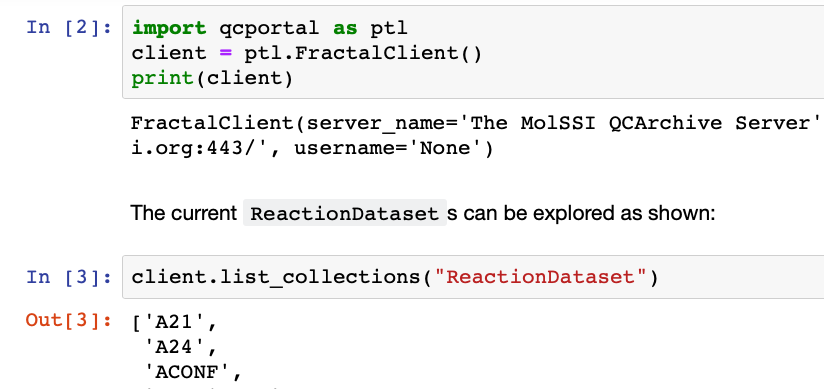 In [2]: import qcportal as ptl
client = ptl.FractalClient()
print(client)
FractalClient(server_name='The MolSSI QCArchive Server'
i.org:443/', username='None')
The current ReactionDataset s can be explored as shown:
In [3]: client.list_collections("ReactionDataset")
Out[3]: ['A21',
'A24',
'ACONF',